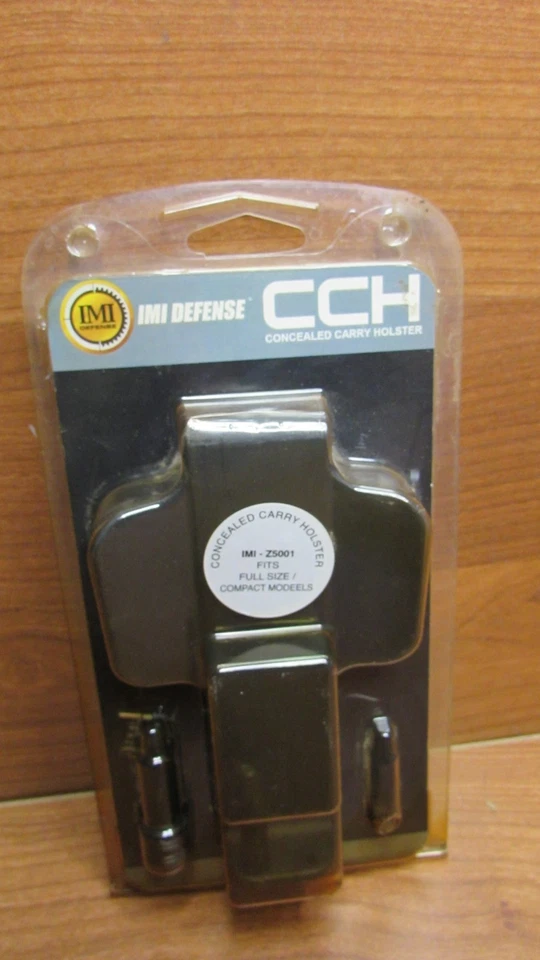 IMI
DEFENSE
IMI DEFENSE
CCH
CONCEALED CARRY HOLSTER
CONCEALED CARRY HOLSTER
IMI - Z5001
FITS
FULL SIZE /
COMPACT MODEELS